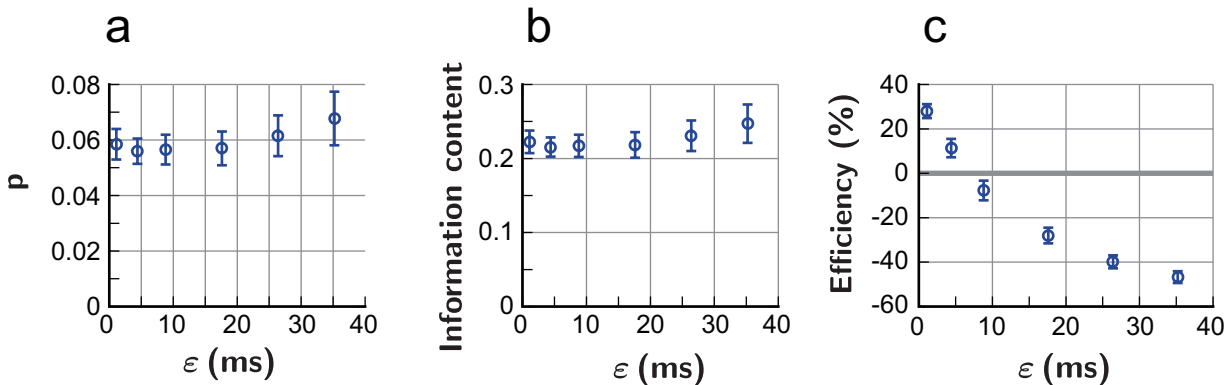 a
p
0.08
0.06
0.04
0.02
0
0 10 20 30 40
ε (ms)
b
Information content
0.3
0.2
0.1
0
0 10 20 30 40
ε (ms)
c
Efficiency (%)
40
20
0
-20
-40
-60
0 10 20 30 40
ε (ms)